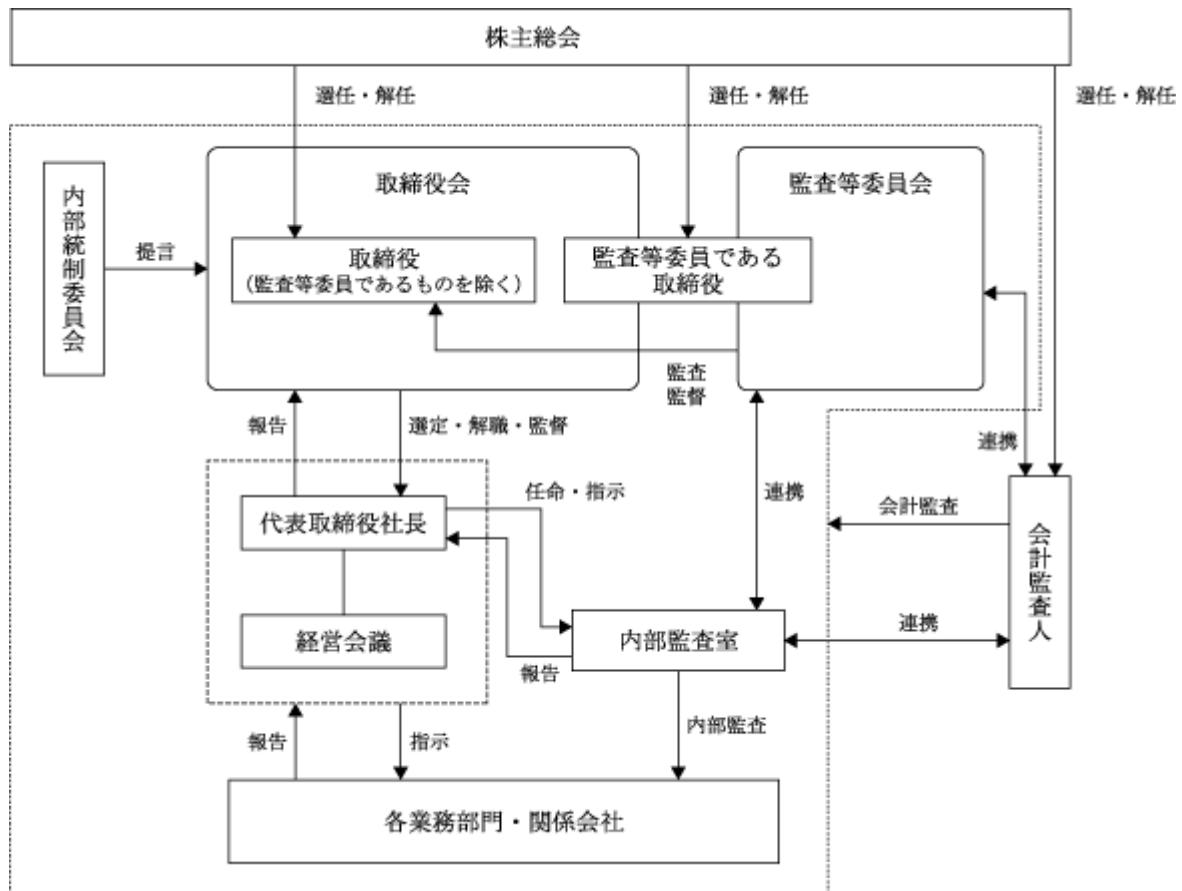 株主総会
選任・解任
選任・解任
選任・解任
内部統制委員会
提言
取締役会
監査等委員会
取締役
（監査等委員であるものを除く）
監査等委員である
取締役
監査
監督
報告
選定・解職・監督
連携
代表取締役社長
任命・指示
連携
会計監査
会計監査人
経営会議
内部監査室
連携
報告
報告
指示
内部監査
各業務部門・関係会社